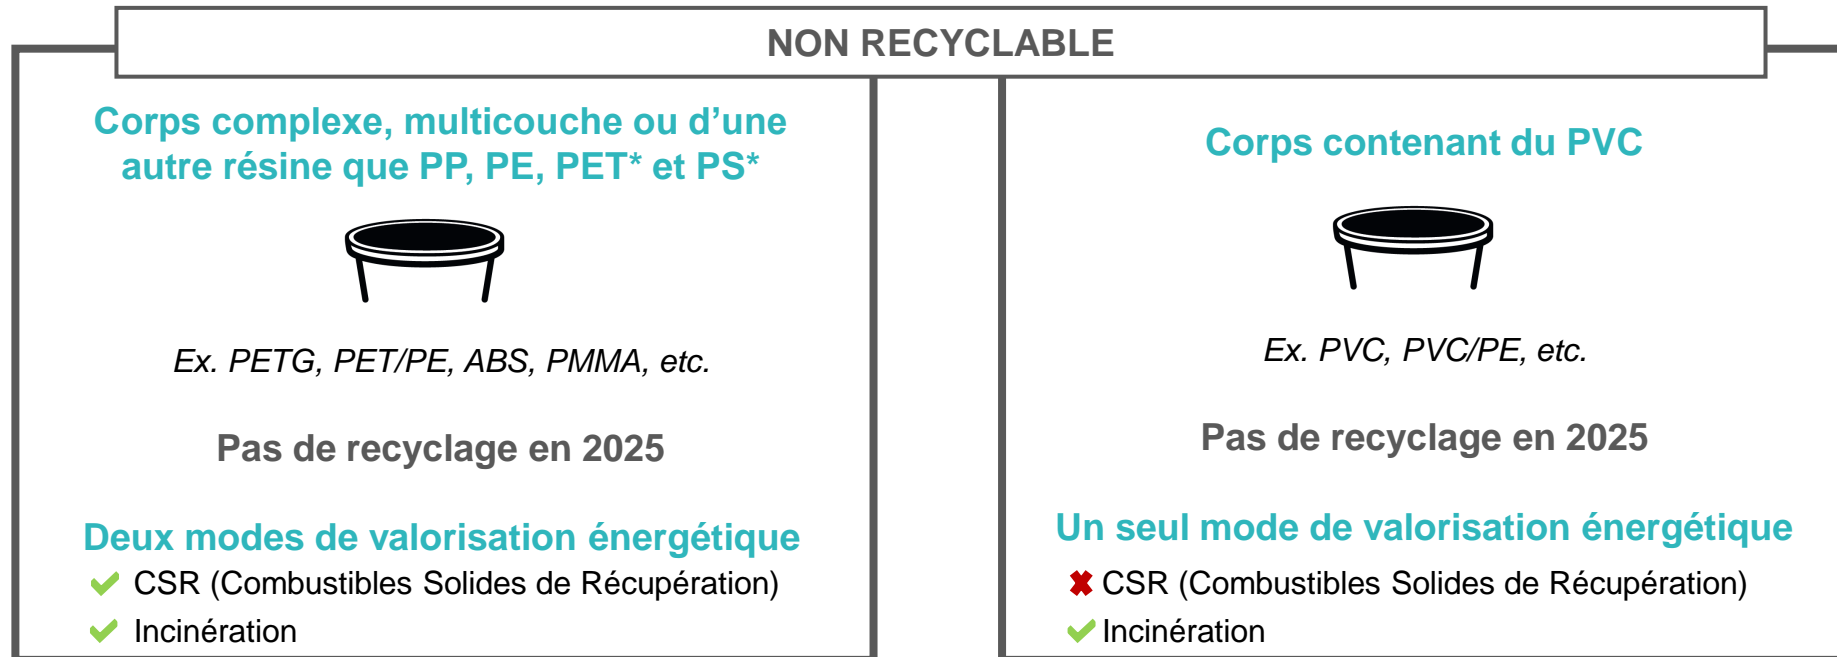 NON RECYCLABLE
Corps complexe, multicouche ou d’une
autre résine que PP, PE, PET* et PS*
Ex. PETG, PET/PE, ABS, PMMA, etc.
Pas de recyclage en 2025
Deux modes de valorisation énergétique
CSR (Combustibles Solides de Récupération)
Incinération
Corps contenant du PVC
Ex. PVC, PVC/PE, etc.
Pas de recyclage en 2025
Un seul mode de valorisation énergétique
CSR (Combustibles Solides de Récupération)
Incinération